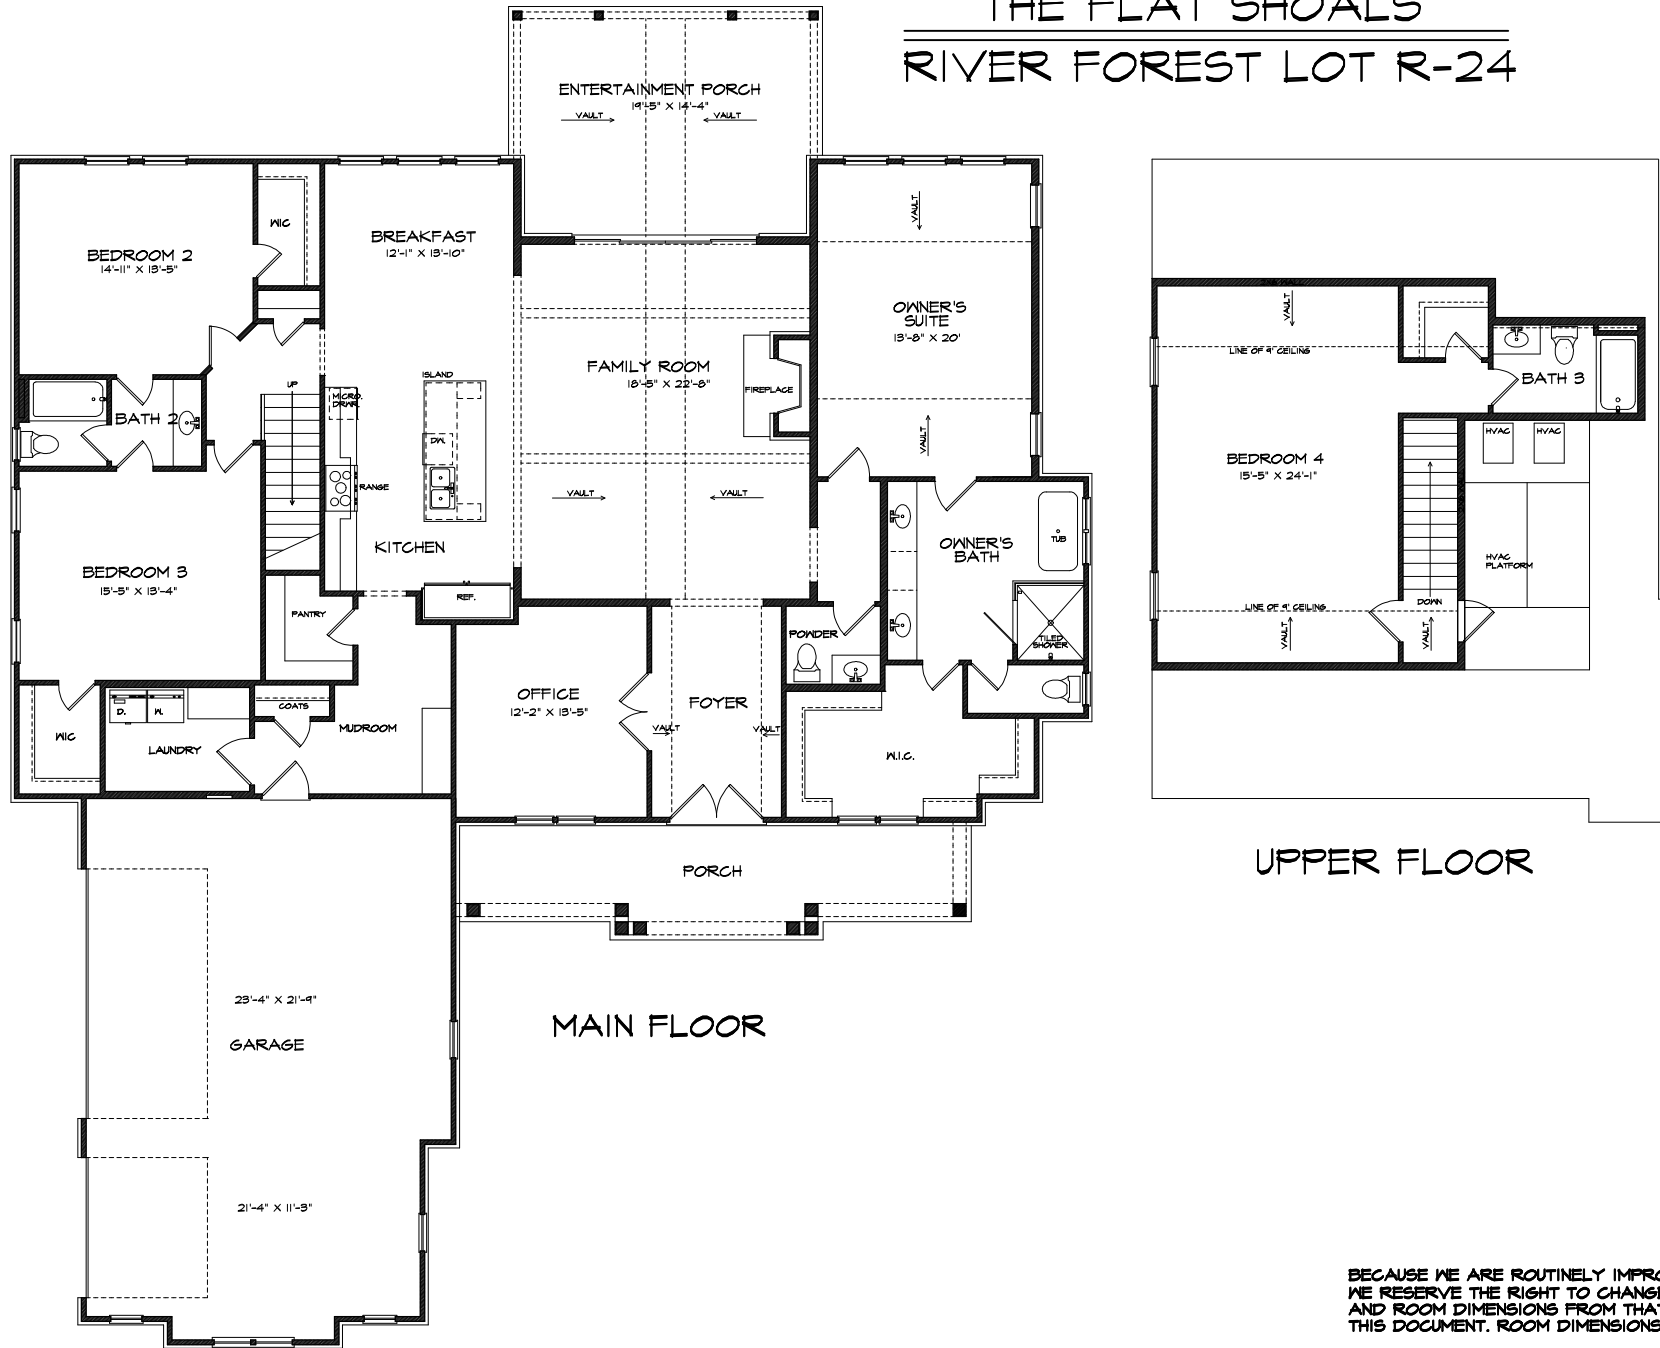 THE FLAT SHOALS
RIVER FOREST LOT R-24
ENTERTAINMENT PORCH
19'-5" X 14'-4"
VAULT
VAULT
BEDROOM 2
14'-11" X 13'-5"
WIC
BREAKFAST
12'-1" X 13'-10"
VAULT
OWNER'S
SUITE
13'-8" X 20'
VAULT
FAMILY ROOM
18'-5" X 22'-8"
FIREPLACE
ISLAND
UP
MICRO.
DRWR.
BATH 2
DW.
RANGE
VAULT
VAULT
KITCHEN
OWNER'S
BATH
TUB
BEDROOM 3
15'-5" X 13'-4"
REF.
PANTRY
POWDER
TILED
SHOWER
OFFICE
12'-2" X 13'-5"
FOYER
VAULT
VAULT
COATS
D.
W.
MUDROOM
WIC
LAUNDRY
W.I.C.
PORCH
23'-4" X 21'-9"
GARAGE
21'-4" X 11'-3"
MAIN FLOOR
VAULT
LINE OF 9' CEILING
BATH 3
HVAC
HVAC
BEDROOM 4
15'-5" X 24'-1"
HVAC
PLATFORM
DOWN
LINE OF 9' CEILING
VAULT
VAULT
UPPER FLOOR
BECAUSE WE ARE ROUTINELY IMPRO
WE RESERVE THE RIGHT TO CHANGE
AND ROOM DIMENSIONS FROM THAT
THIS DOCUMENT. ROOM DIMENSIONS